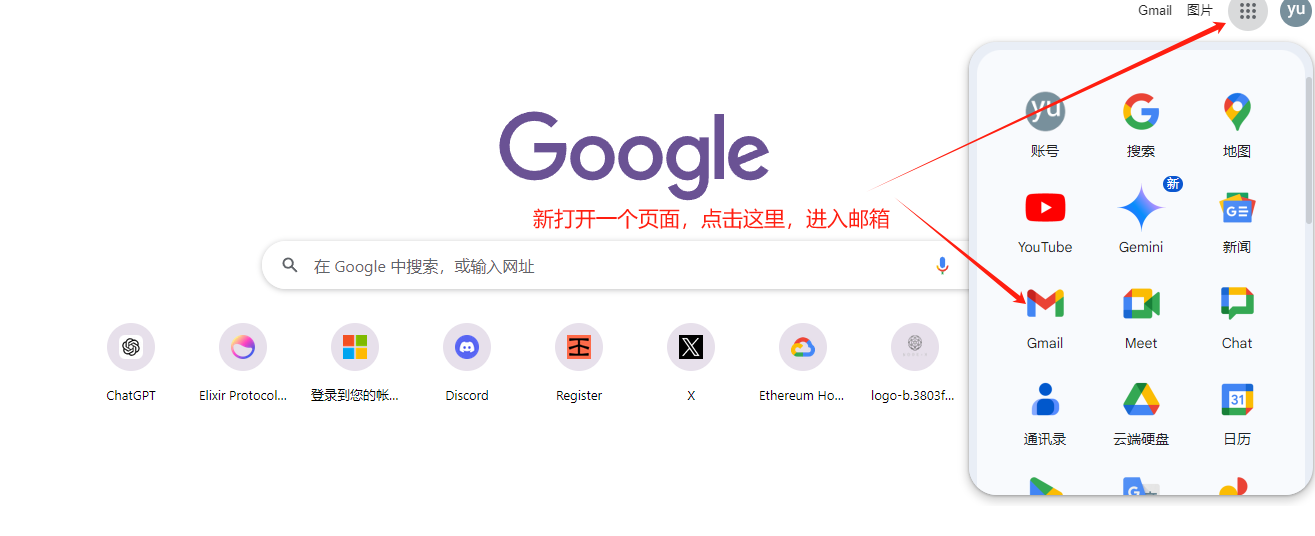 Gmail 图片 yu
Google
新打开一个页面，点击这里，进入邮箱
在 Google 中搜索，或输入网址
ChatGPT Elixir Protocol... 登录到您的帐... Discord Register X Ethereum Ho... logo-b.3803f...
yu
账号 搜索 地图
新
YouTube Gemini 新闻
Gmail Meet Chat
31
通讯录 云端硬盘 日历